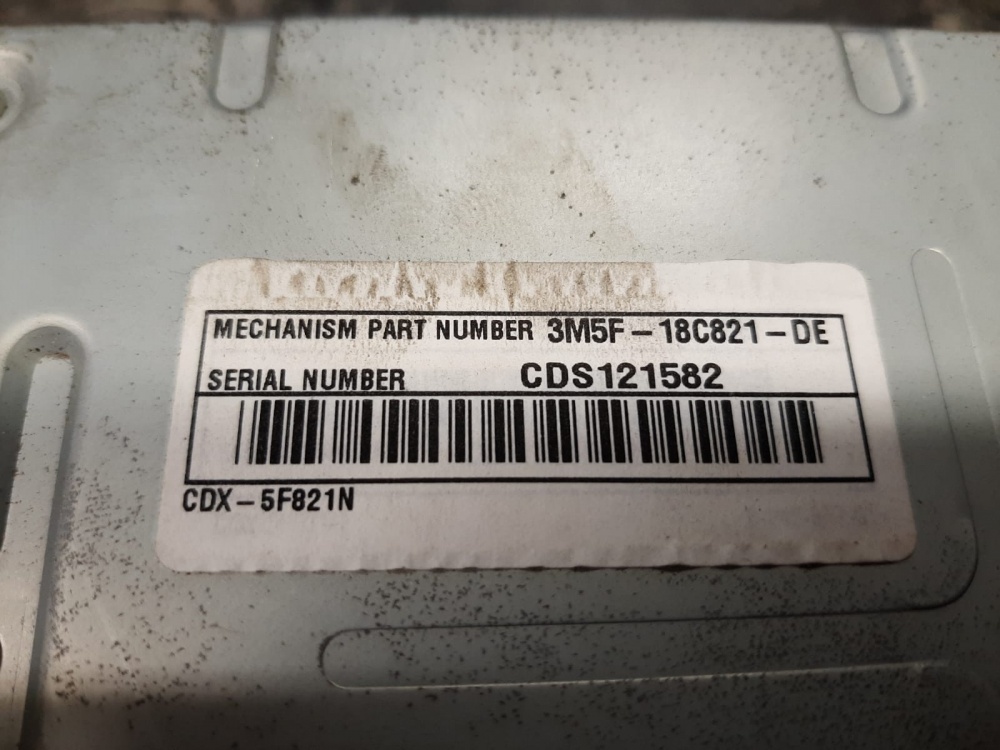 MECHANISM PART NUMBER 3M5F-18C821-DE
SERIAL NUMBER CDS121582
CDX-5F821N